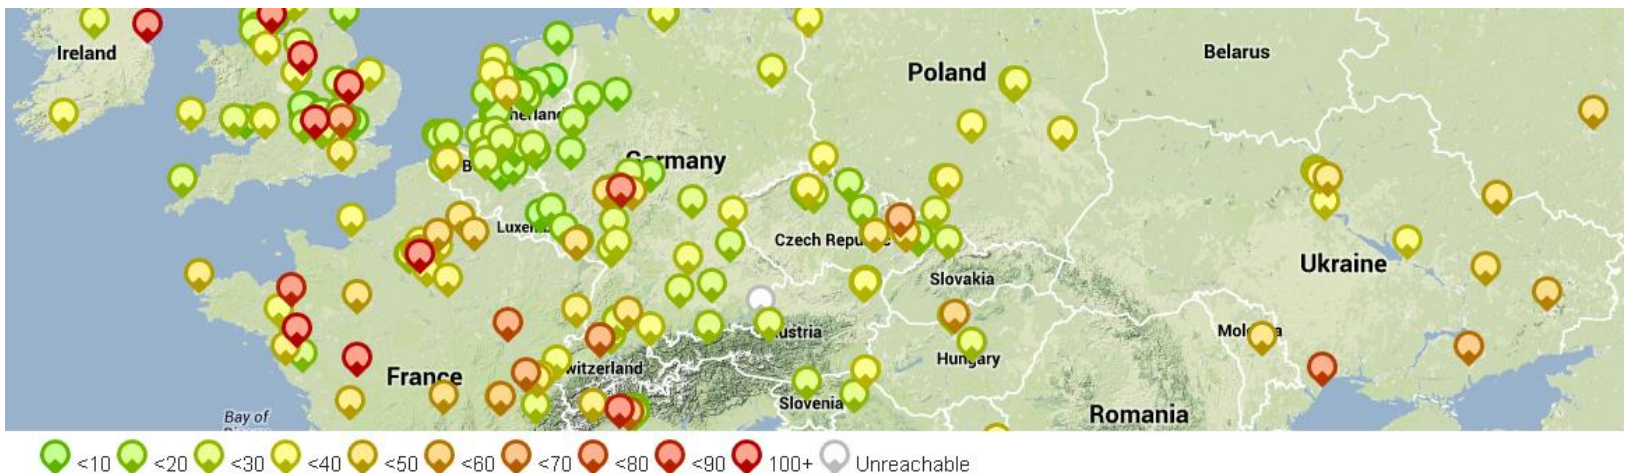 Ireland
Belarus
Poland
Germany
Luxem
Czech Repu
Slovakia
Ukraine
Austria
Hungary
Switzerland
France
Slovenia
Romania
Bay of
<10 <20 <30 <40 <50 <60 <70 <80 <90 100+ Unreachable